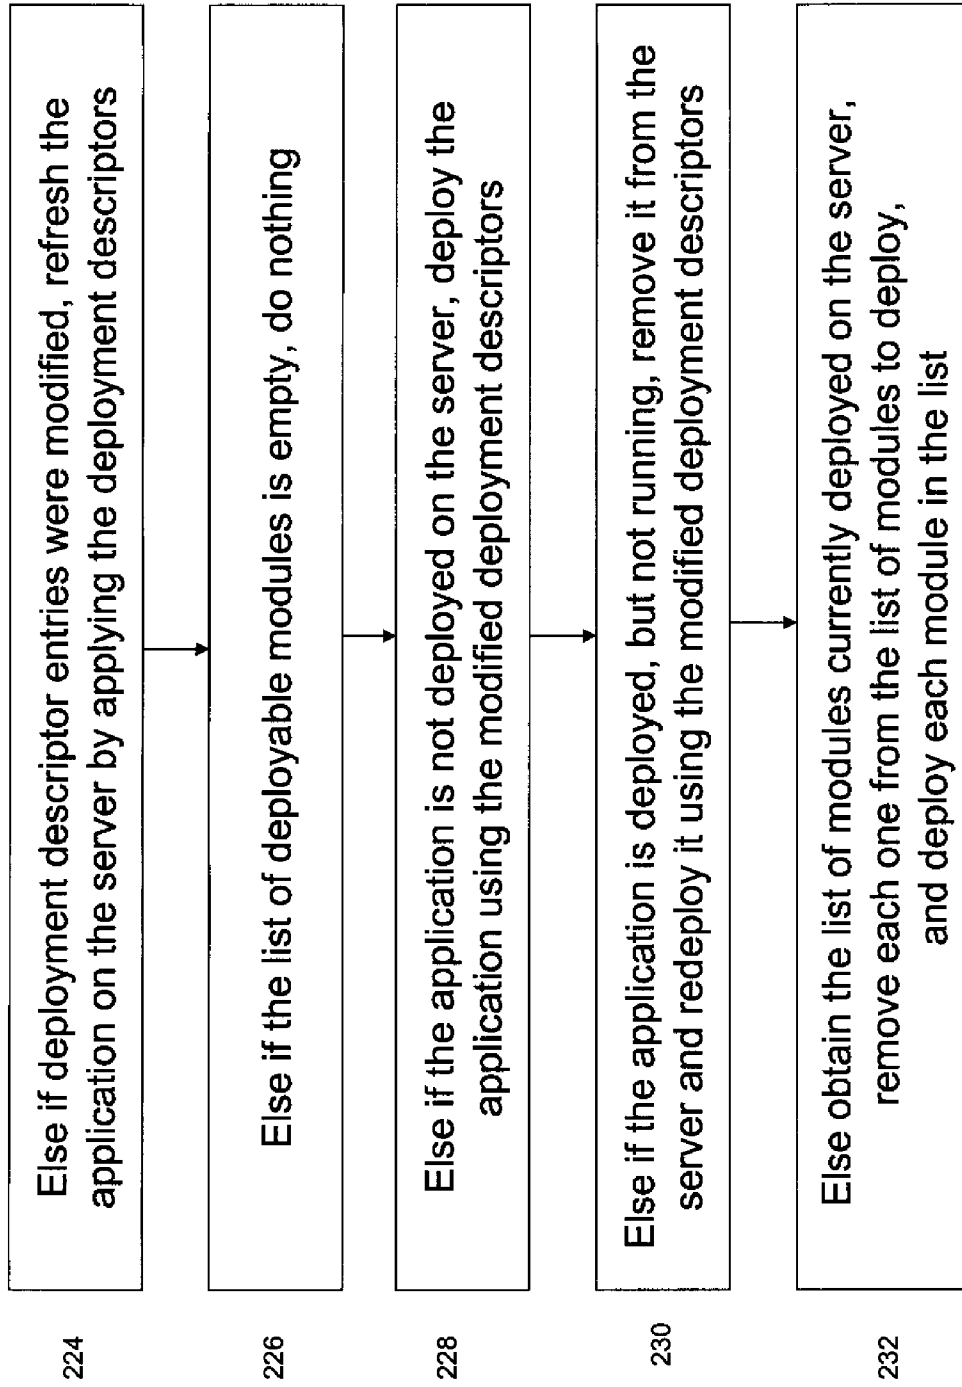 224
Else if deployment descriptor entries were modified, refresh the
application on the server by applying the deployment descriptors
226
Else if the list of deployable modules is empty, do nothing
228
Else if the application is not deployed on the server, deploy the
application using the modified deployment descriptors
230
Else if the application is deployed, but not running, remove it from the
server and redeploy it using the modified deployment descriptors
232
Else obtain the list of modules currently deployed on the server,
remove each one from the list of modules to deploy,
and deploy each module in the list